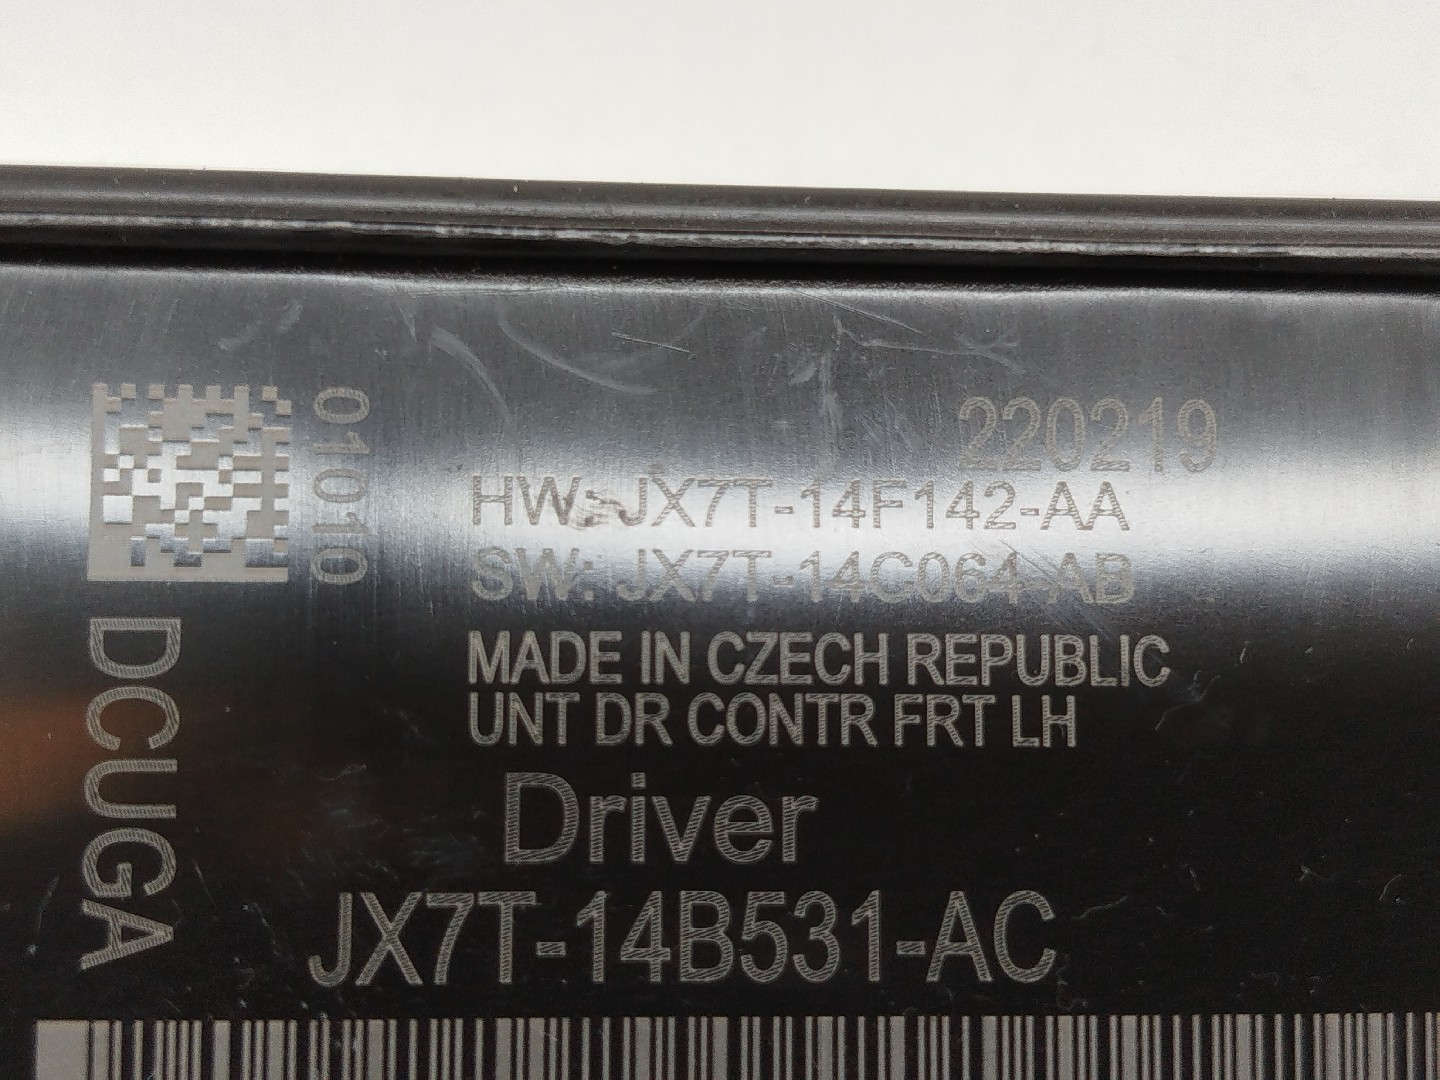 220219
011010
HW: JX7T-14F142-AA
SW: JX7T-14C064-AB
MADE IN CZECH REPUBLIC
UNT DR CONTR FRT LH
DCUGA
Driver
JX7T-14B531-AC